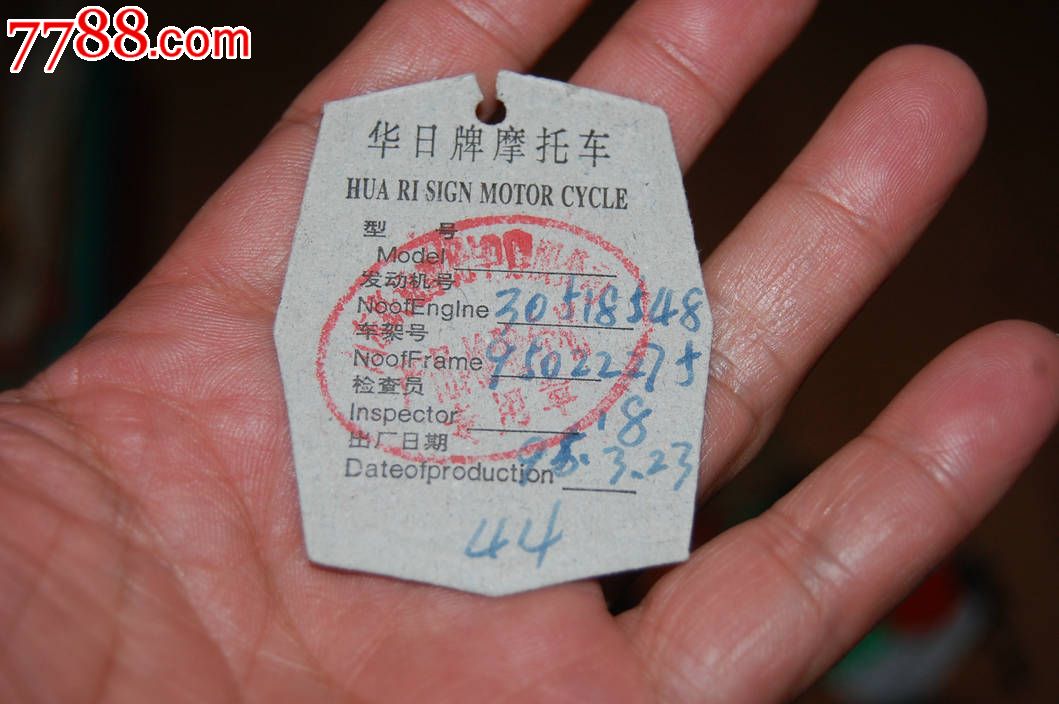 7788.com
华日牌摩托车
HUA RI SIGN MOTOR CYCLE
型 号
Model
发动机号
NoofEngIne 30518548
车架号
NoofFrame 95022275
检查员
Inspector 18
出厂日期
Dateofproduction 95.3.23
44